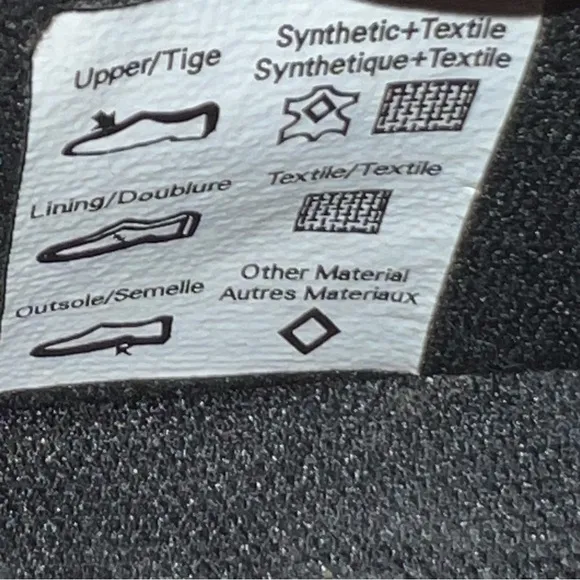 Upper/Tige
Synthetic+Textile
Synthetique+Textile
Lining/Doublure
Textile/Textile
Outsole/Semelle
Other Material
Autres Materiaux